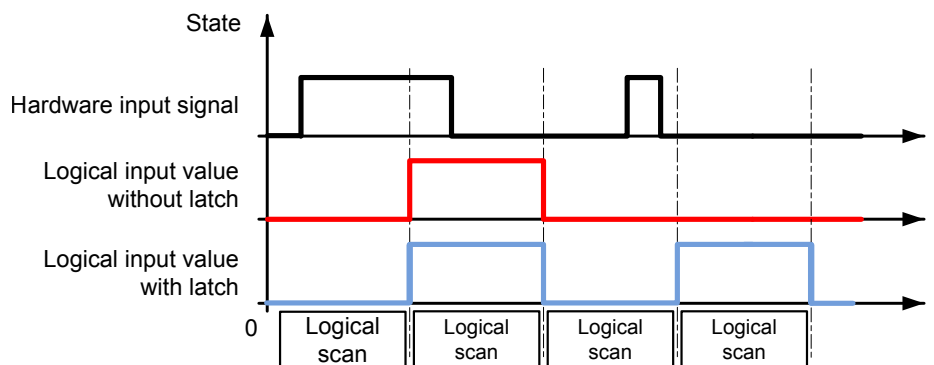 State
Hardware input signal
Logical input value
without latch
Logical input value
with latch
0
Logical
scan
Logical
scan
Logical
scan
Logical
scan